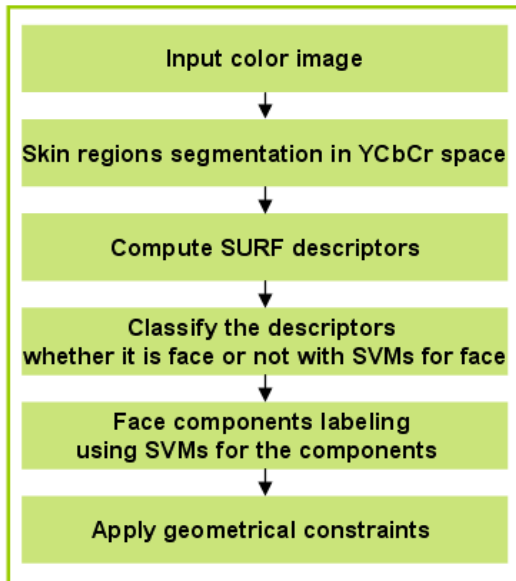 Input color image
Skin regions segmentation in YCbCr space
Compute SURF descriptors
Classify the descriptors
whether it is face or not with SVMs for face
Face components labeling
using SVMs for the components
Apply geometrical constraints